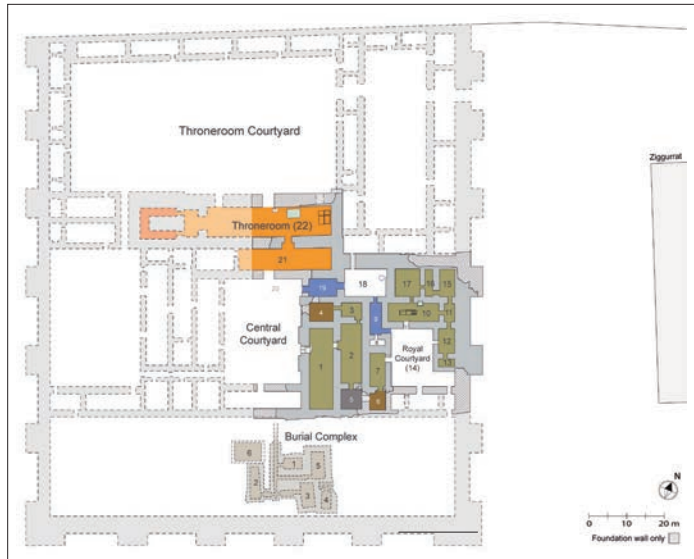 Throneroom Courtyard
Ziggurat
Throneroom (22)
21
20
19
18
17
16
15
4
3
10
11
Central
Courtyard
1
2
Royal
Courtyard
(14)
12
13
7
5
6
Burial Complex
6
1
5
2
3
4
0 10 20 m
Foundation wall only